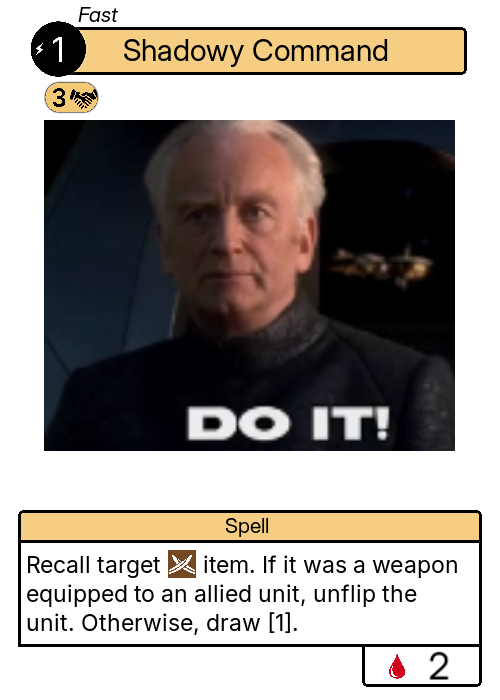 Fast
1
Shadowy Command
3
DO IT!
Spell
Recall target item. If it was a weapon
equipped to an allied unit, unflip the
unit. Otherwise, draw [1].
2